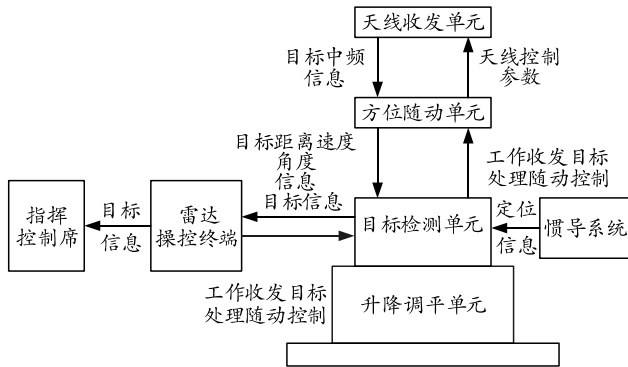 天线收发单元
目标中频
信息
天线控制
参数
方位随动单元
目标距离速度
角度
信息
工作收发目标
处理随动控制
目标信息
指挥
控制席
目标
信息
雷达
操控终端
目标检测单元
定位
信息
惯导系统
工作收发目标
处理随动控制
升降调平单元